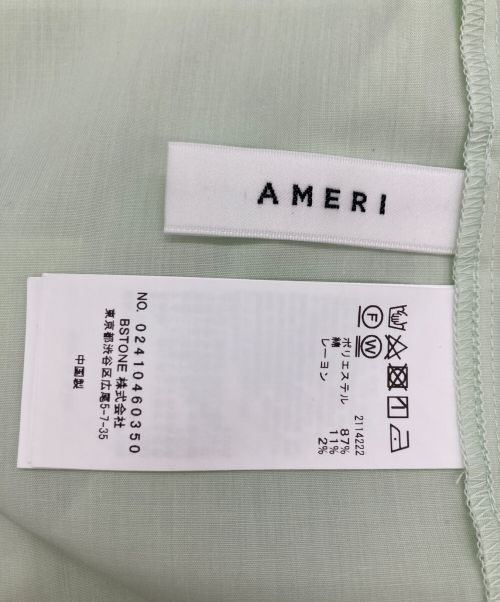 AMERI
2114222
ポリエステル 87%
綿 11%
レーヨン 2%
NO. 02410460350
BSTONE 株式会社
東京都渋谷区広尾5-7-35
中国製